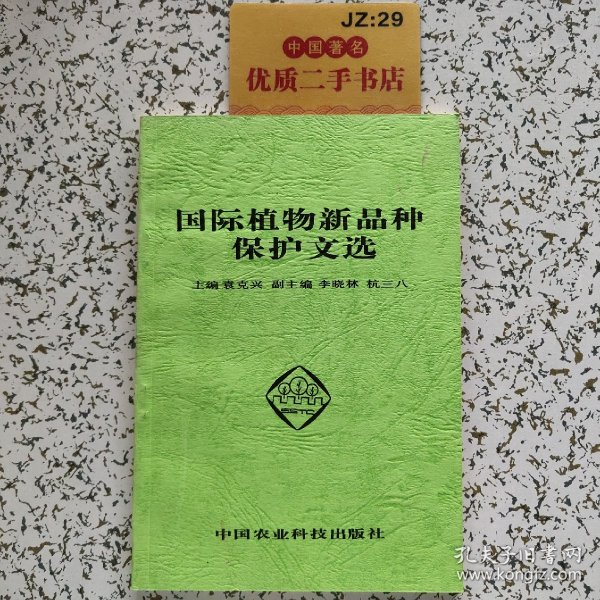 JZ:29
中国著名
优质二手书店
国际植物新品种
保护文选
主编 袁克兴 副主编 李晓林 杭三八
中国农业科技出版社
孔夫子旧书网
www.kongfz.com